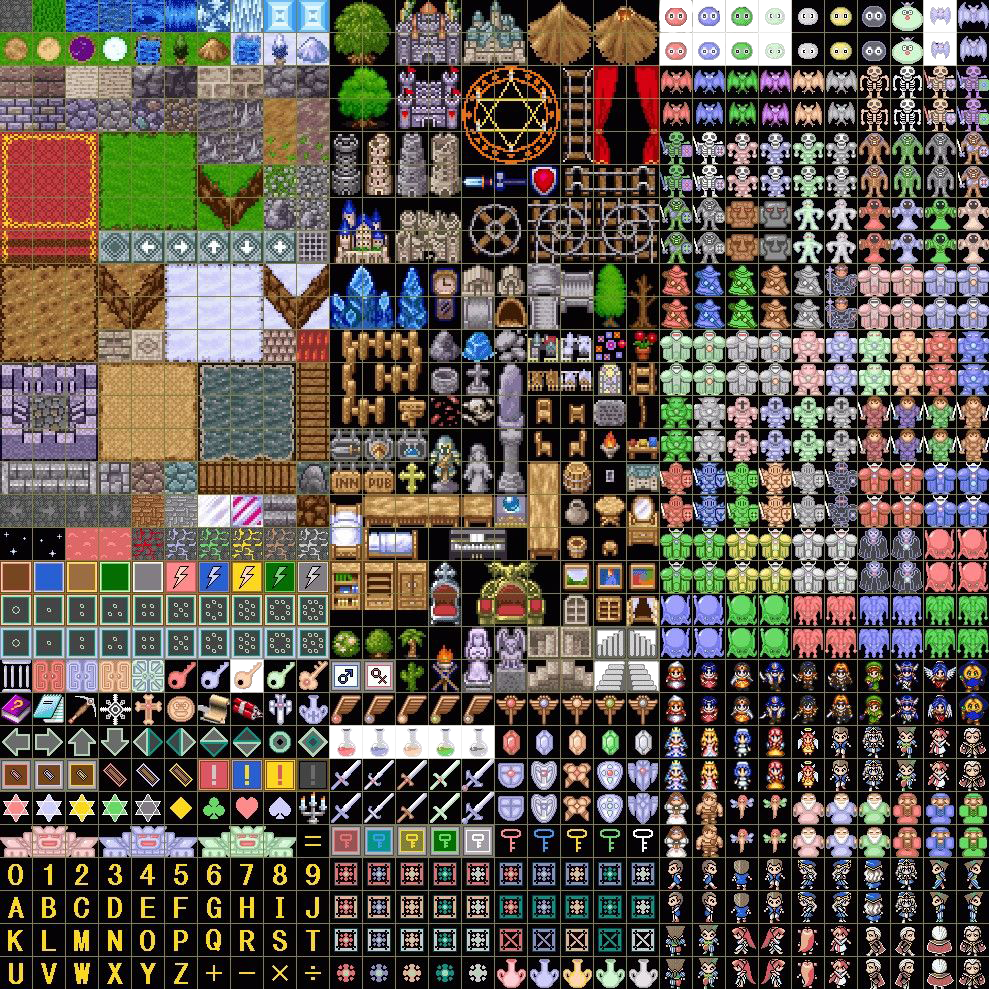 INN PUB
?
! ! ! !
=
0 1 2 3 4 5 6 7 8 9
A B C D E F G H I J
K L M N O P Q R S T
U V W X Y Z + − × ÷